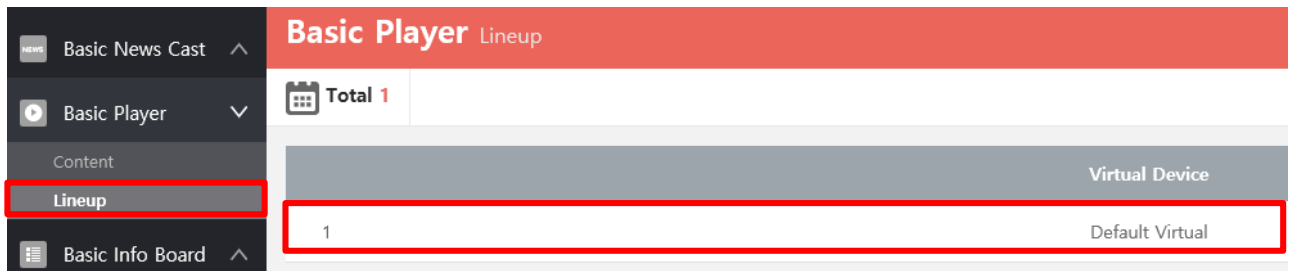 NEWS
Basic News Cast
Basic Player
Content
Lineup
Basic Info Board
Basic Player Lineup
Total 1
Virtual Device
1 Default Virtual